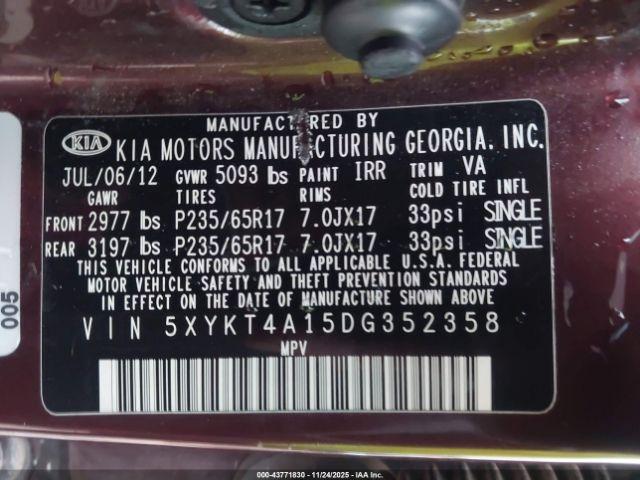 MANUFACTURED BY
KIA KIA MOTORS MANUFACTURING GEORGIA, INC.
JUL/06/12 GVWR 5093 lbs PAINT IRR TRIM VA
GAWR TIRES RIMS COLD TIRE INFL
FRONT 2977 lbs P235/65R17 7.0JX17 33psi SINGLE
REAR 3197 lbs P235/65R17 7.0JX17 33psi SINGLE
THIS VEHICLE CONFORMS TO ALL APPLICABLE U.S.A. FEDERAL
MOTOR VEHICLE SAFETY AND THEFT PREVENTION STANDARDS
IN EFFECT ON THE DATE OF MANUFACTURE SHOWN ABOVE
VIN 5XYKT4A15DG352358
MPV
005
(000-43771830 - 11/24/2025 - IAA Inc.)